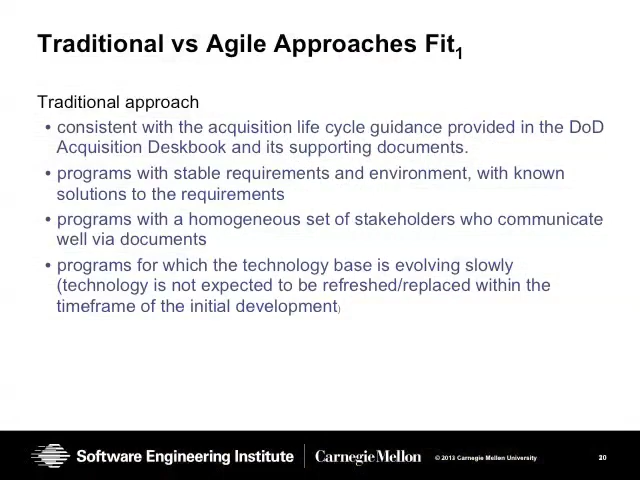 Traditional vs Agile Approaches Fit1
Traditional approach
• consistent with the acquisition life cycle guidance provided in the DoD
Acquisition Deskbook and its supporting documents.
• programs with stable requirements and environment, with known
solutions to the requirements
• programs with a homogeneous set of stakeholders who communicate
well via documents
• programs for which the technology base is evolving slowly
(technology is not expected to be refreshed/replaced within the
timeframe of the initial development)
Software Engineering Institute
Carnegie Mellon
© 2013 Carnegie Mellon University
20